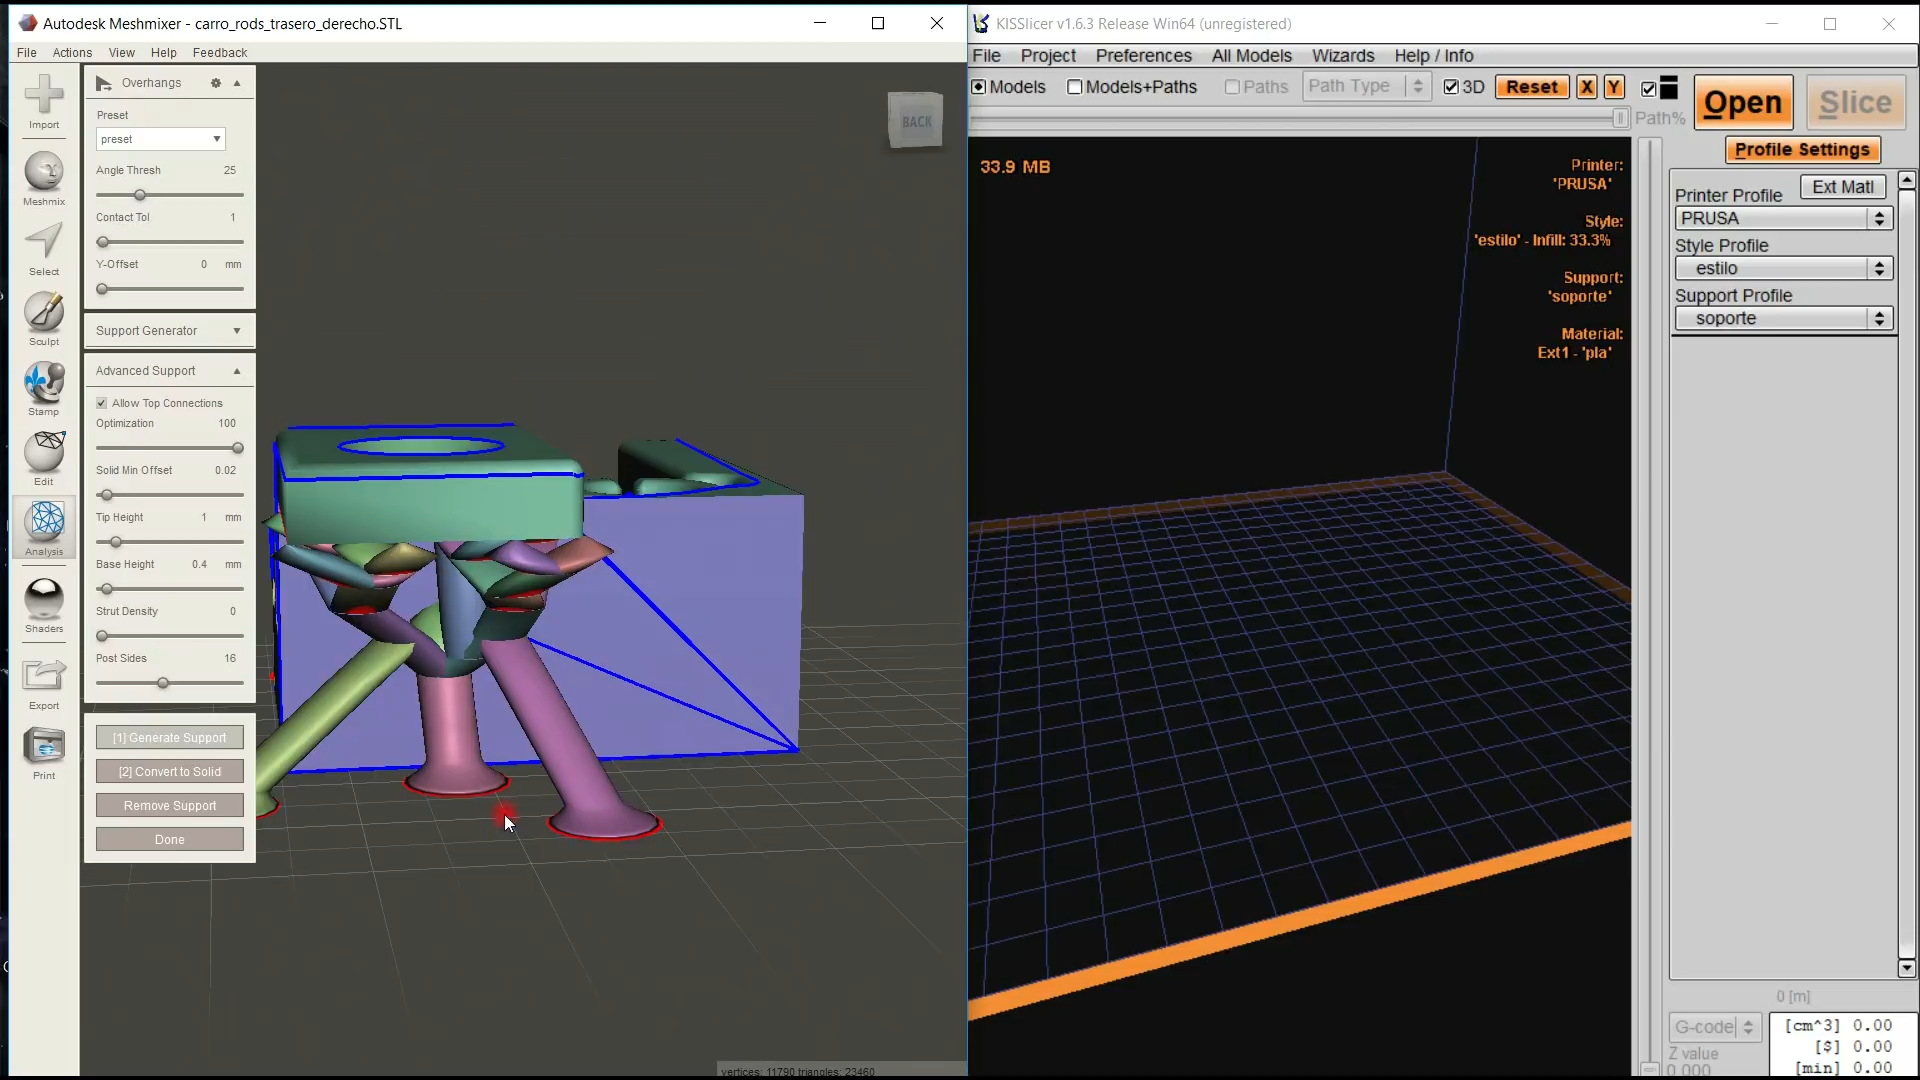 Autodesk Meshmixer - carro_rods_trasero_derecho.STL
File Actions View Help Feedback
Import
Meshmix
Select
Sculpt
Stamp
Edit
Analysis
Shaders
Export
Print
Overhangs
Preset
preset
Angle Thresh 25
Contact Tol 1
Y-Offset 0 mm
Support Generator
Advanced Support
Allow Top Connections
Optimization 100
Solid Min Offset 0.02
Tip Height 1 mm
Base Height 0.4 mm
Strut Density 0
Post Sides 16
[1] Generate Support
[2] Convert to Solid
Remove Support
Done
BACK
vertices: 11790 triangles: 23460
KISSlicer v1.6.3 Release Win64 (unregistered)
File Project Preferences All Models Wizards Help / Info
Models Models+Paths Paths Path Type 3D Reset X Y
Path%
Open Slice
Profile Settings
33.9 MB
Printer:
'PRUSA'
Style:
'estilo' - Infill: 33.3%
Support:
'soporte'
Material:
Ext1 - 'pla'
Printer Profile Ext Matl
PRUSA
Style Profile
estilo
Support Profile
soporte
0 [m]
G-code
Z value
0.000
[cm^3] 0.00
[$] 0.00
[min] 0.00